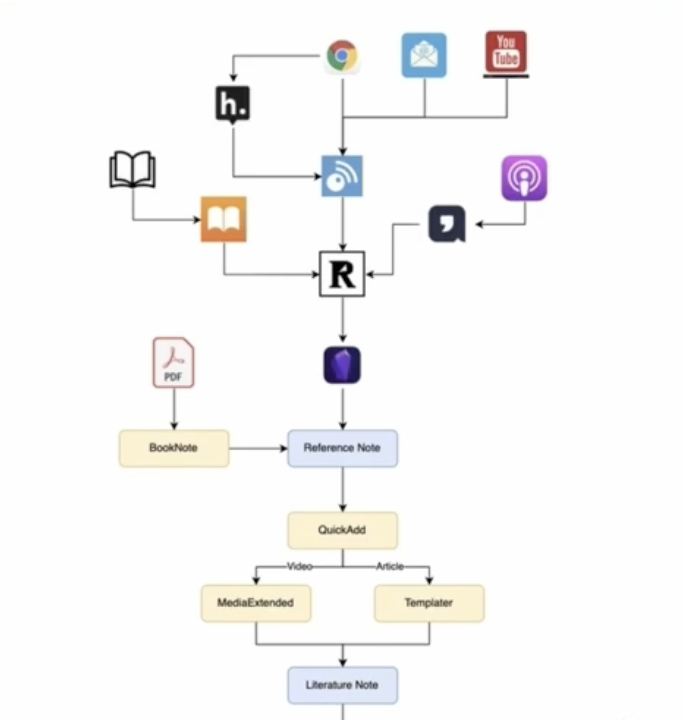 You
Tube
h.
R
PDF
BookNote
Reference Note
QuickAdd
Video
Article
MediaExtended
Templater
Literature Note